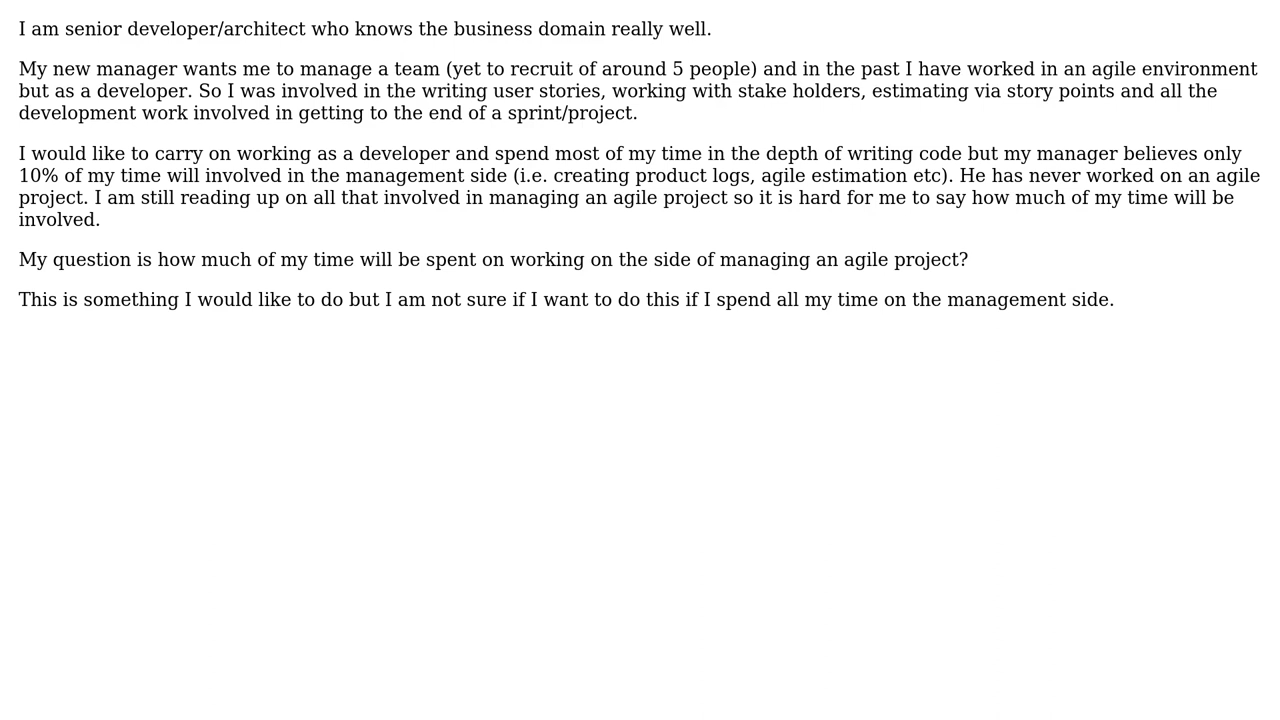 I am senior developer/architect who knows the business domain really well.
My new manager wants me to manage a team (yet to recruit of around 5 people) and in the past I have worked in an agile environment
but as a developer. So I was involved in the writing user stories, working with stake holders, estimating via story points and all the
development work involved in getting to the end of a sprint/project.
I would like to carry on working as a developer and spend most of my time in the depth of writing code but my manager believes only
10% of my time will involved in the management side (i.e. creating product logs, agile estimation etc). He has never worked on an agile
project. I am still reading up on all that involved in managing an agile project so it is hard for me to say how much of my time will be
involved.
My question is how much of my time will be spent on working on the side of managing an agile project?
This is something I would like to do but I am not sure if I want to do this if I spend all my time on the management side.